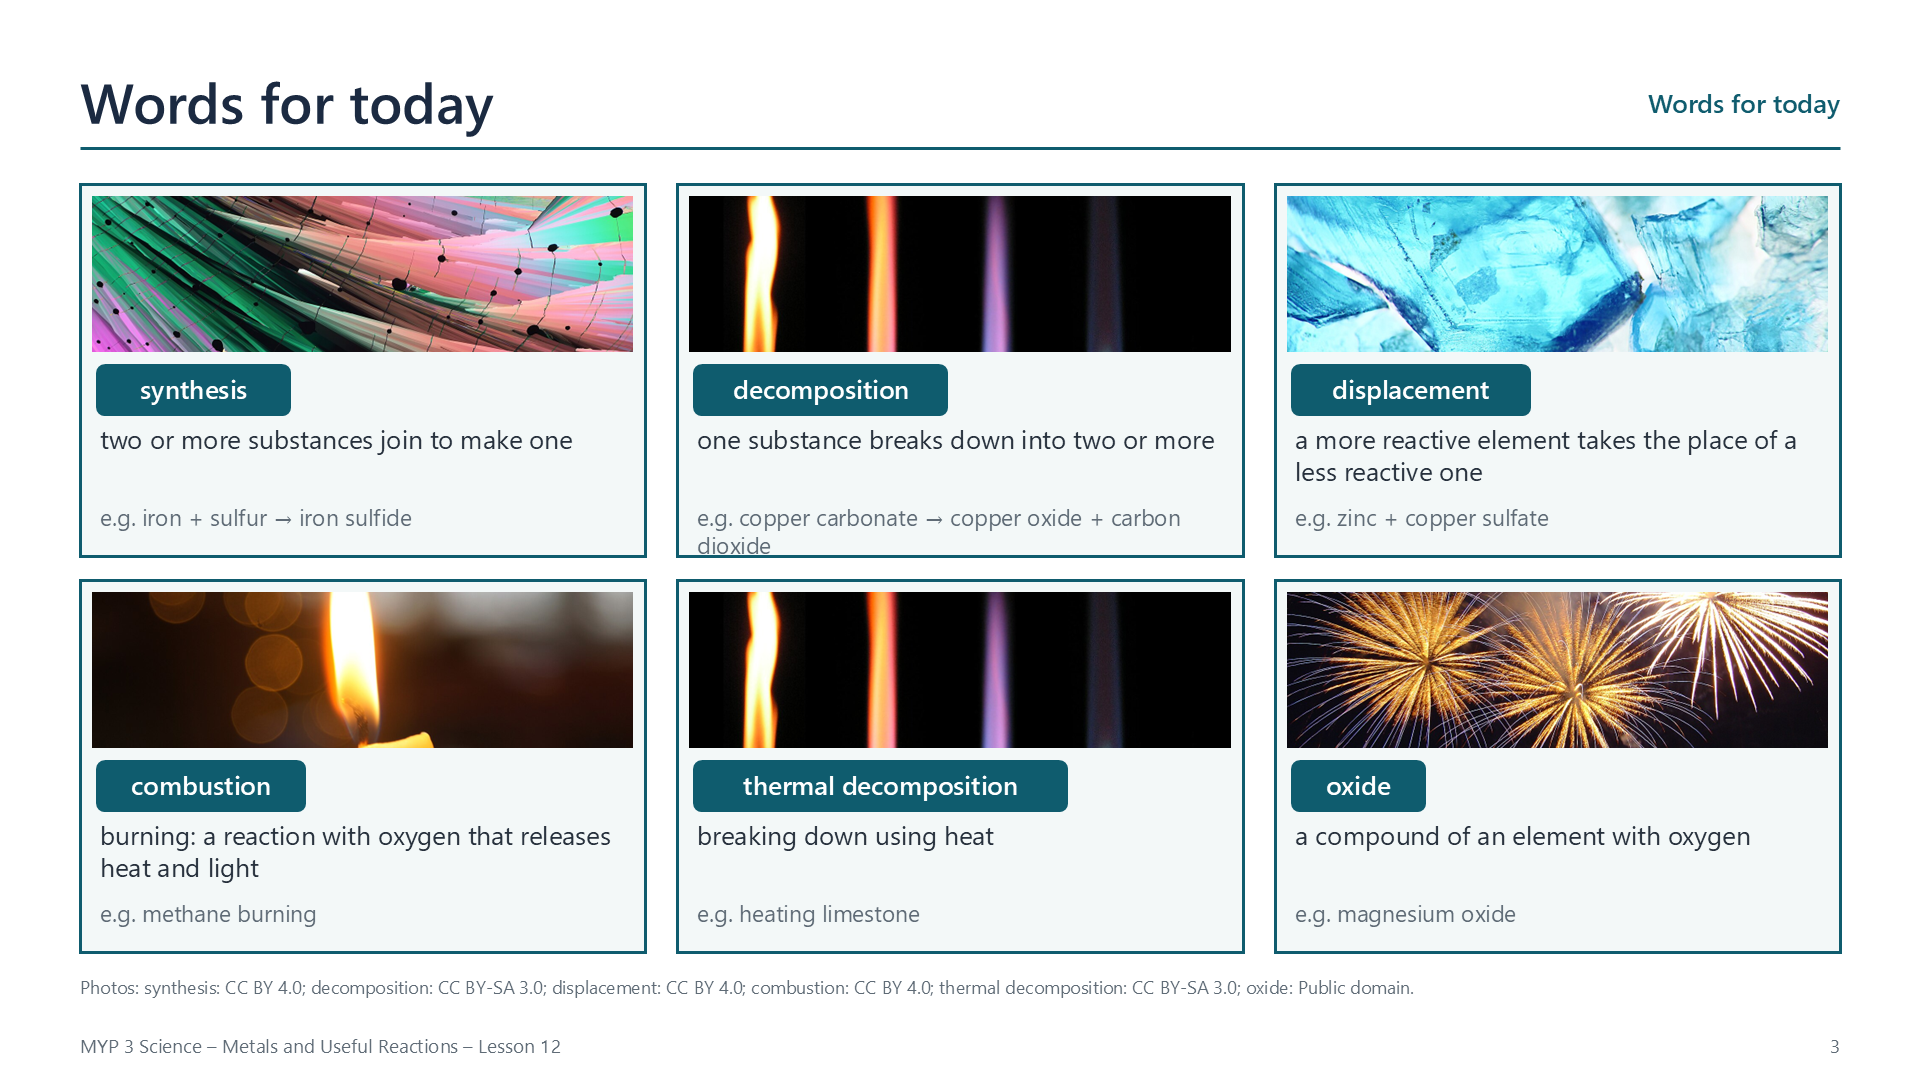 Words for today
Words for today
synthesis
two or more substances join to make one
e.g. iron + sulfur → iron sulfide
decomposition
one substance breaks down into two or more
e.g. copper carbonate → copper oxide + carbon
dioxide
displacement
a more reactive element takes the place of a
less reactive one
e.g. zinc + copper sulfate
combustion
burning: a reaction with oxygen that releases
heat and light
e.g. methane burning
thermal decomposition
breaking down using heat
e.g. heating limestone
oxide
a compound of an element with oxygen
e.g. magnesium oxide
Photos: synthesis: CC BY 4.0; decomposition: CC BY-SA 3.0; displacement: CC BY 4.0; combustion: CC BY 4.0; thermal decomposition: CC BY-SA 3.0; oxide: Public domain.
MYP 3 Science – Metals and Useful Reactions – Lesson 12
3